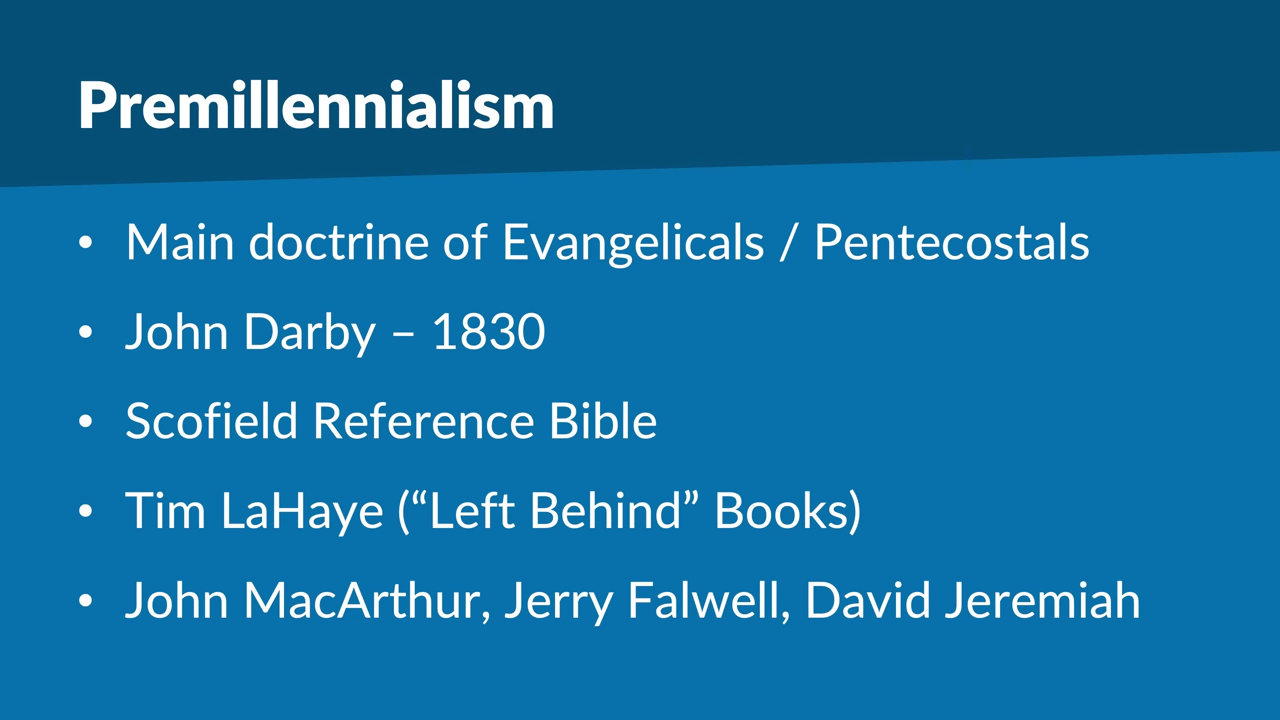 Premillennialism
• Main doctrine of Evangelicals / Pentecostals
• John Darby – 1830
• Scofield Reference Bible
• Tim LaHaye (“Left Behind” Books)
• John MacArthur, Jerry Falwell, David Jeremiah